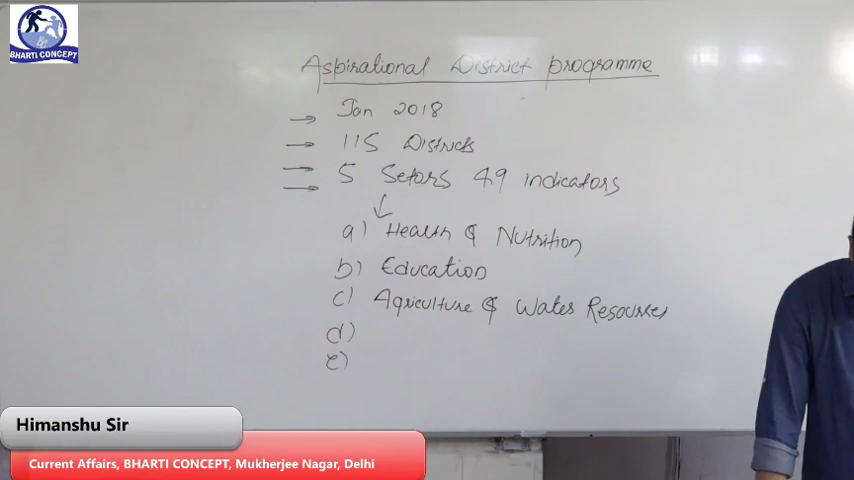 BHARTI CONCEPT
Aspirational District programme
→ Jan 2018
→ 115 Districts
→ 5 Setors 49 indicators
→
↓
a) Health & Nutrition
b) Education
c) Agriculture & Water Resources
d)
e)
Himanshu Sir
Current Affairs, BHARTI CONCEPT, Mukherjee Nagar, Delhi